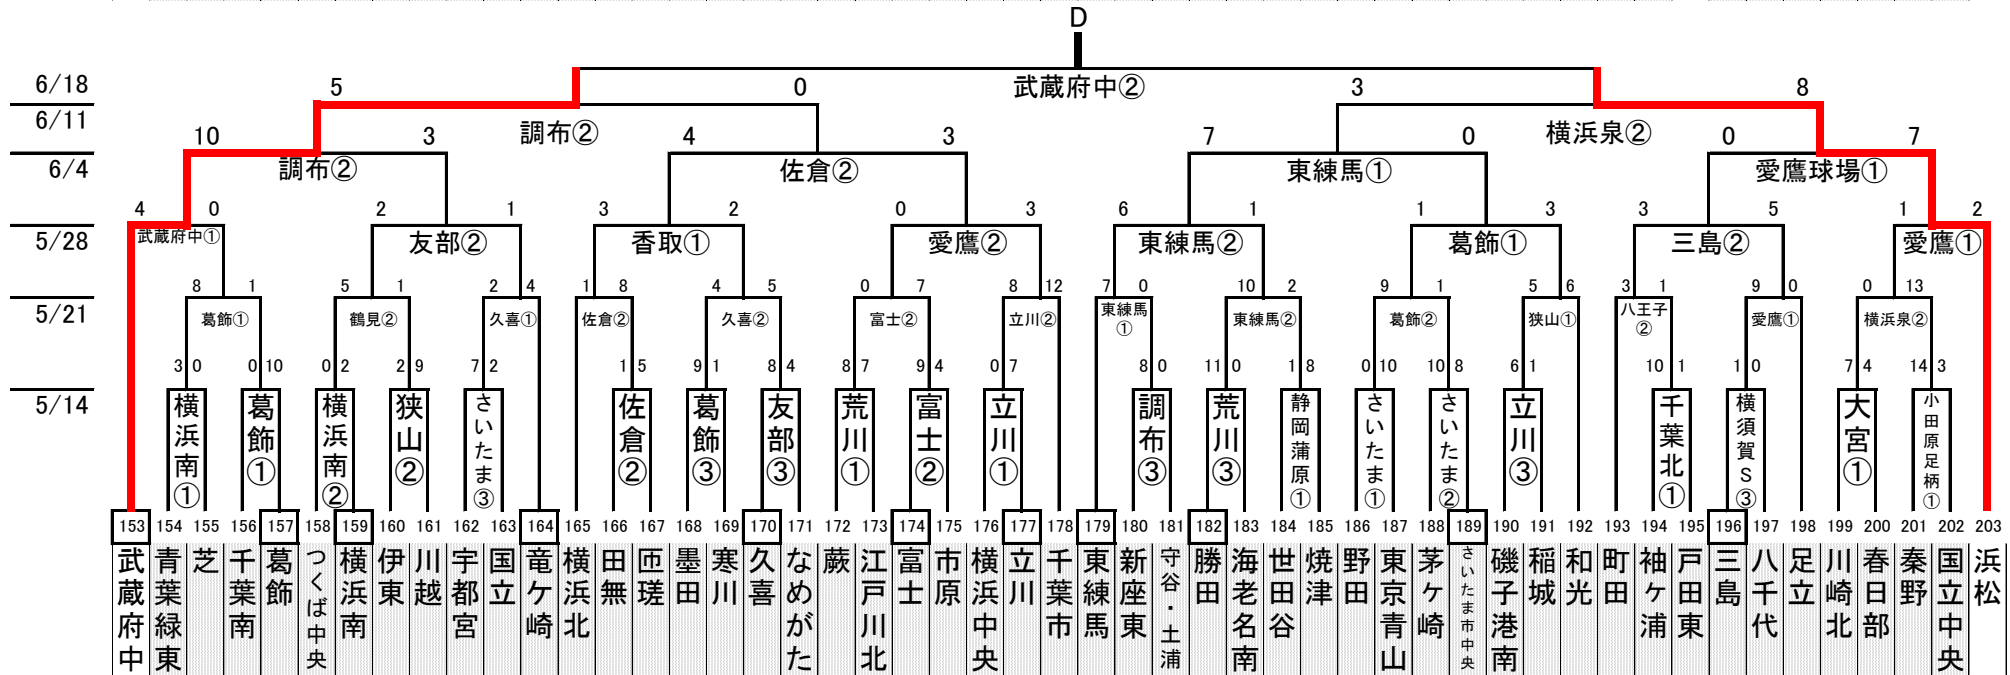 D
6/18 5 0 武蔵府中② 3 8
6/11 10 3 調布② 4 3 7 0 横浜泉② 0 7
6/4 調布② 佐倉② 東練馬① 愛鷹球場①
4 0 2 1 3 2 0 3 6 1 1 3 3 5 1 2
5/28 武蔵府中① 友部② 香取① 愛鷹② 東練馬② 葛飾① 三島② 愛鷹①
8 1 5 1 2 4 1 8 4 5 0 7 8 12 7 0 10 2 9 1 5 6 3 1 9 0 0 13
5/21 葛飾① 鶴見② 久喜① 佐倉② 久喜② 富士② 立川② 東練馬① 東練馬② 葛飾② 狭山① 八王子② 愛鷹① 横浜泉②
3 0 0 10 0 2 2 9 7 2 1 5 9 1 8 4 8 7 9 4 0 7 8 0 11 0 1 8 0 10 10 8 6 1 10 1 1 0 7 4 14 3
5/14 横浜南① 葛飾① 横浜南② 狭山② さいたま③ 佐倉② 葛飾③ 友部③ 荒川① 富士② 立川① 調布③ 荒川③ 静岡蒲原① さいたま① さいたま② 立川③ 千葉北① 横須賀S③ 大宮① 小田原足柄①
153 154 155 156 157 158 159 160 161 162 163 164 165 166 167 168 169 170 171 172 173 174 175 176 177 178 179 180 181 182 183 184 185 186 187 188 189 190 191 192 193 194 195 196 197 198 199 200 201 202 203
武蔵府中 青葉緑東 芝 千葉南 葛飾 つくば中央 横浜南 伊東 川越 宇都宮 国立 竜ケ崎 横浜北 田無 匝瑳 墨田 寒川 久喜 なめがた 蕨 江戸川北 富士 市原 横浜中央 立川 千葉市 東練馬 新座東 守谷・土浦 勝田 海老名南 世田谷 焼津 野田 東京青山 茅ヶ崎 さいたま市中央 磯子港南 稲城 和光 町田 袖ヶ浦 戸田東 三島 八千代 足立 川崎北 春日部 秦野 国立中央 浜松